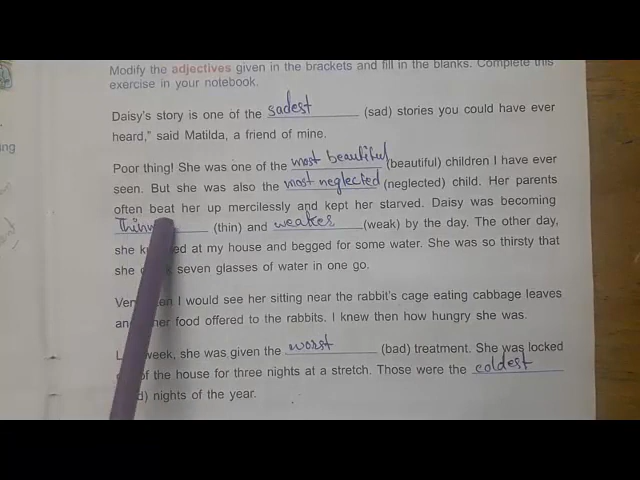 Modify the adjectives given in the brackets and fill in the blanks. Complete this
exercise in your notebook.
Daisy's story is one of the sadest (sad) stories you could have ever
heard," said Matilda, a friend of mine.
Poor thing! She was one of the most beautiful (beautiful) children I have ever
seen. But she was also the most neglected (neglected) child. Her parents
often beat her up mercilessly and kept her starved. Daisy was becoming
(thin) and weaker (weak) by the day. The other day,
she at my house and begged for some water. She was so thirsty that
she seven glasses of water in one go.
I would see her sitting near the rabbit's cage eating cabbage leaves
food offered to the rabbits. I knew then how hungry she was.
week, she was given the worst (bad) treatment. She was locked
of the house for three nights at a stretch. Those were the coldest
nights of the year.
ing